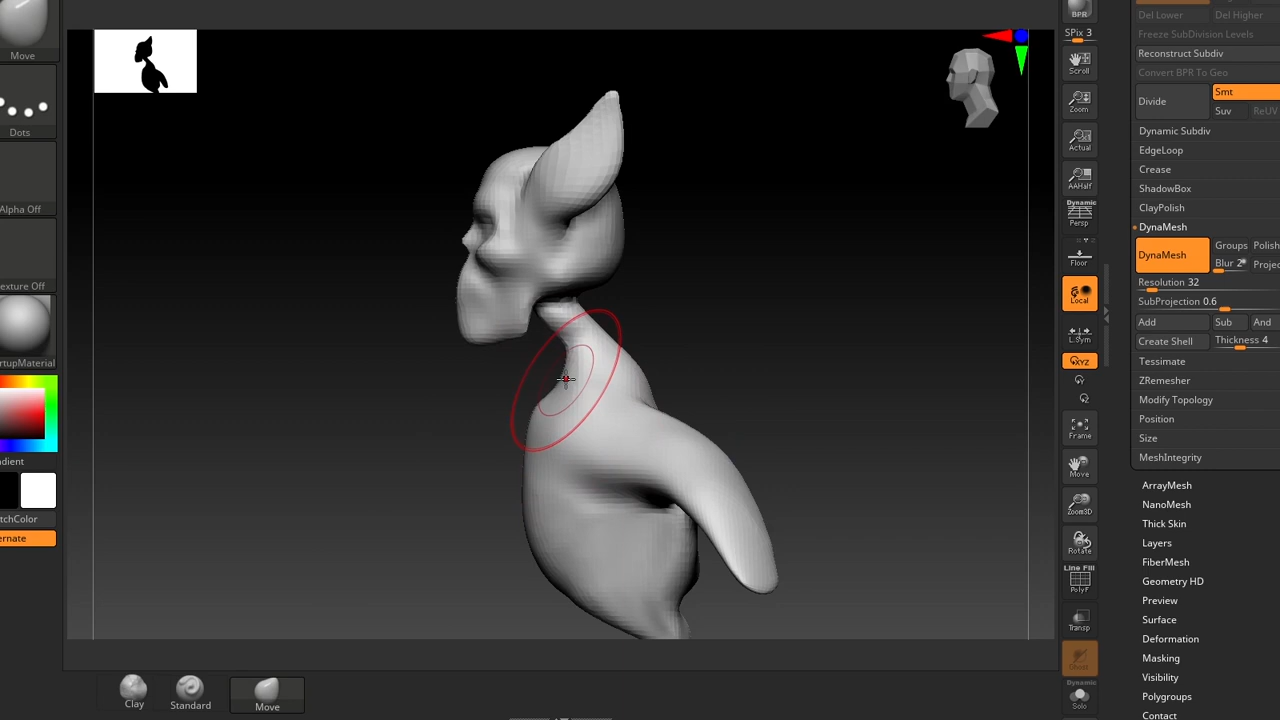 Move
Dots
Alpha Off
exture Off
rtupMaterial
adient
tchColor
ernate
Clay
Standard
Move
BPR
SPix 3
Scroll
Zoom
Actual
AAHalf
Dynamic
Persp
Floor
Local
L.Sym
XYZ
Frame
Move
Zoom3D
Rotate
Line Fill
PolyF
Transp
Ghost
Dynamic
Solo
Del Lower Del Higher
Freeze SubDivision Levels
Reconstruct Subdiv
Convert BPR To Geo
Divide
Smt
Suv ReUV
Dynamic Subdiv
EdgeLoop
Crease
ShadowBox
ClayPolish
DynaMesh
DynaMesh
Groups Polish
Blur 2 Projec
Resolution 32
SubProjection 0.6
Add Sub And
Create Shell Thickness 4
Tessimate
ZRemesher
Modify Topology
Position
Size
MeshIntegrity
ArrayMesh
NanoMesh
Thick Skin
Layers
FiberMesh
Geometry HD
Preview
Surface
Deformation
Masking
Visibility
Polygroups
Contact